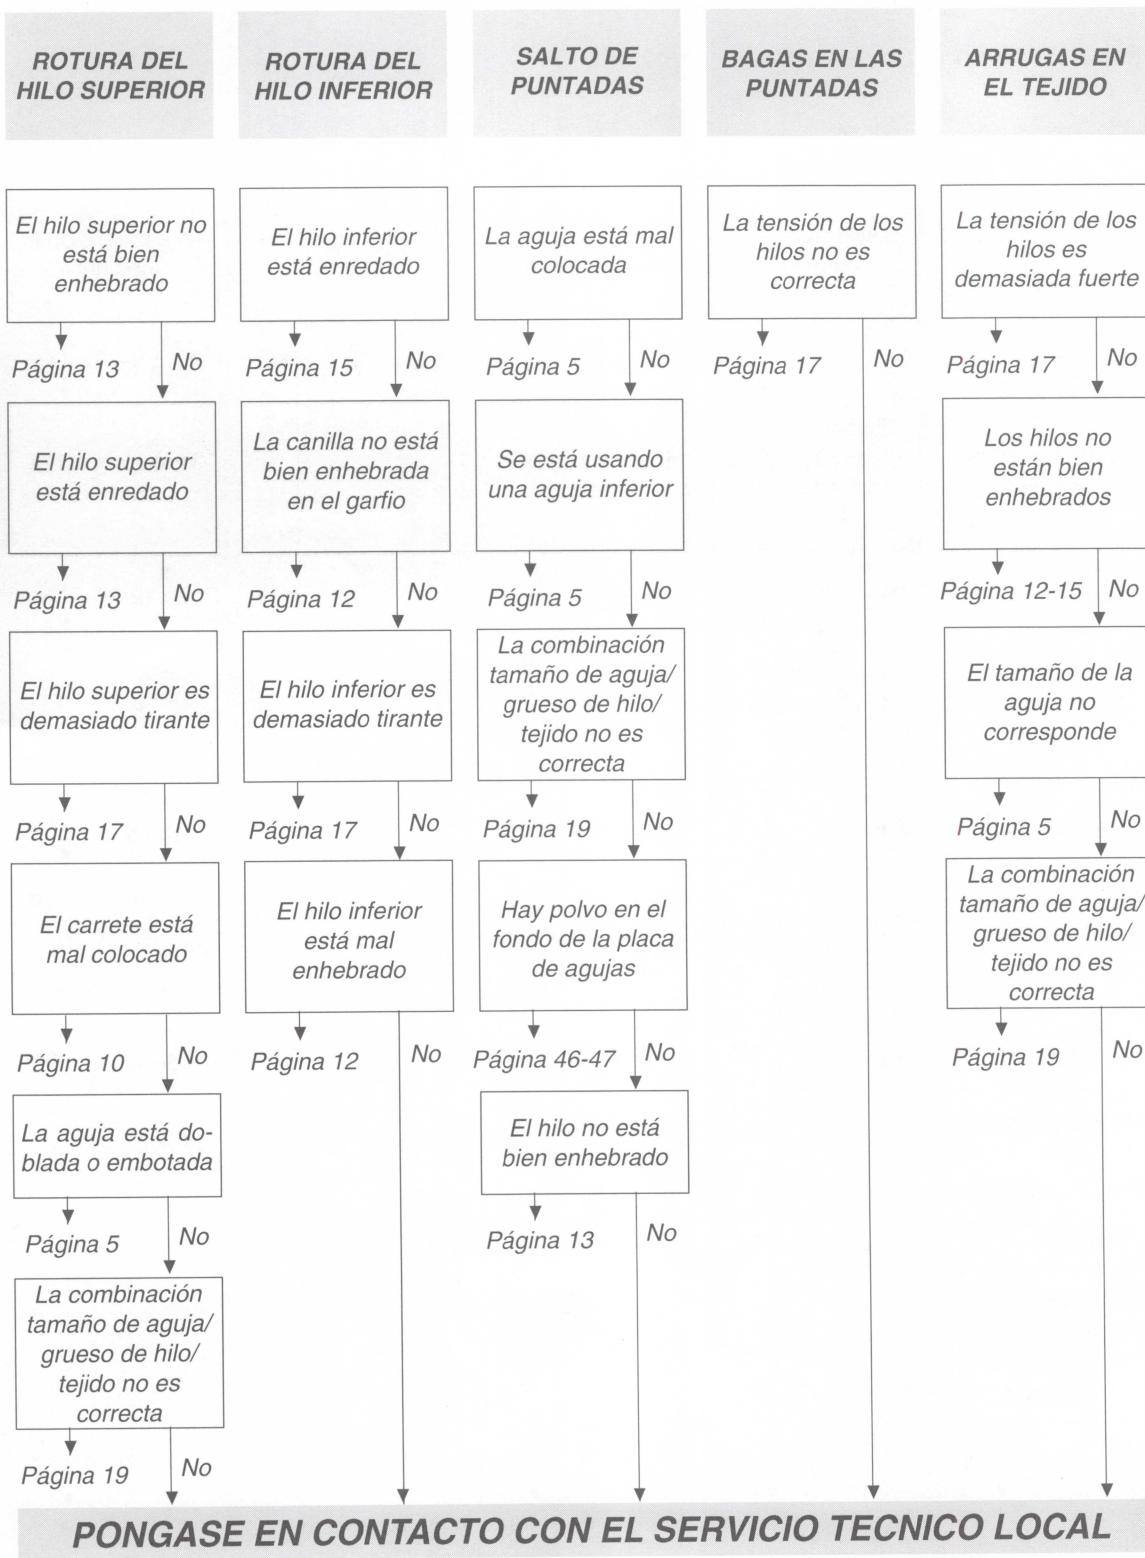 ROTURA DEL
HILO SUPERIOR
El hilo superior no
está bien
enhebrado
Página 13
No
El hilo superior
está enredado
Página 13
No
El hilo superior es
demasiado tirante
Página 17
No
El carrete está
mal colocado
Página 10
No
La aguja está do-
blada o embotada
Página 5
No
La combinación
tamaño de aguja/
grueso de hilo/
tejido no es
correcta
Página 19
No
ROTURA DEL
HILO INFERIOR
El hilo inferior
está enredado
Página 15
No
La canilla no está
bien enhebrada
en el garfio
Página 12
No
El hilo inferior es
demasiado tirante
Página 17
No
El hilo inferior
está mal
enhebrado
Página 12
No
SALTO DE
PUNTADAS
La aguja está mal
colocada
Página 5
No
Se está usando
una aguja inferior
Página 5
No
La combinación
tamaño de aguja/
grueso de hilo/
tejido no es
correcta
Página 19
No
Hay polvo en el
fondo de la placa
de agujas
Página 46-47
No
El hilo no está
bien enhebrado
Página 13
No
BAGAS EN LAS
PUNTADAS
La tensión de los
hilos no es
correcta
Página 17
No
ARRUGAS EN
EL TEJIDO
La tensión de los
hilos es
demasiada fuerte
Página 17
No
Los hilos no
están bien
enhebrados
Página 12-15
No
El tamaño de la
aguja no
corresponde
Página 5
No
La combinación
tamaño de aguja/
grueso de hilo/
tejido no es
correcta
Página 19
No
PONGASE EN CONTACTO CON EL SERVICIO TECNICO LOCAL